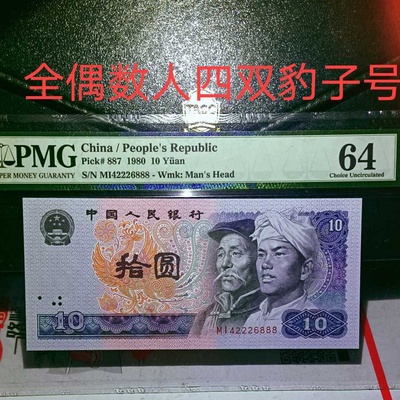 全偶数人四双豹子号
PMG
PER MONEY GUARANTY
China / People's Republic
Pick# 887 1980 10 Yüan
S/N MI42226888 - Wmk: Man's Head
64
Choice Uncirculated
中国人民银行
10
拾圆
MI42226888
10
10